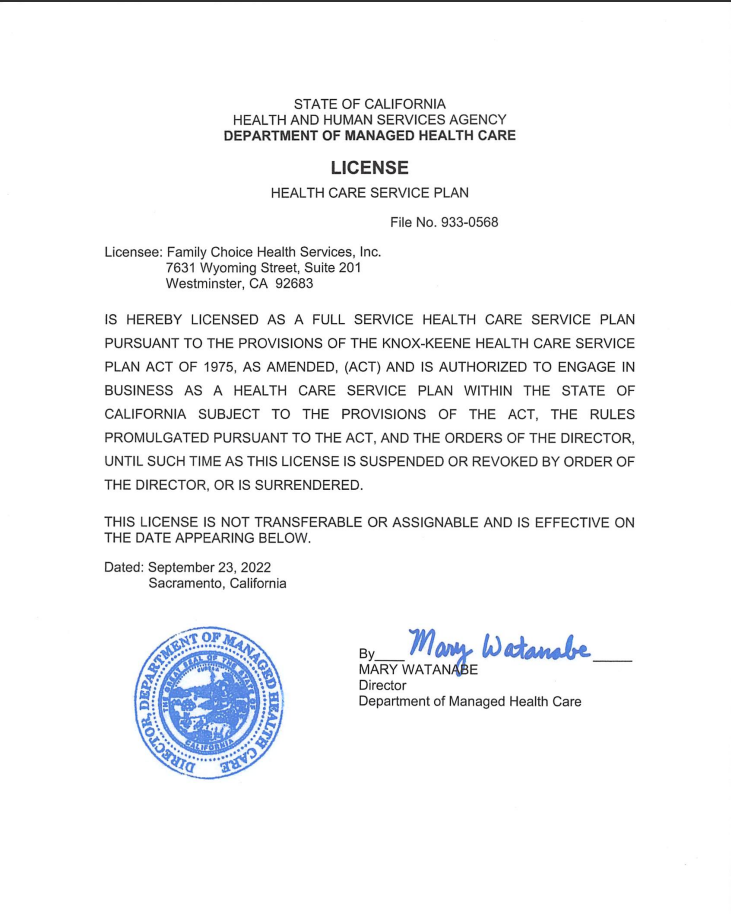 STATE OF CALIFORNIA
HEALTH AND HUMAN SERVICES AGENCY
DEPARTMENT OF MANAGED HEALTH CARE
LICENSE
HEALTH CARE SERVICE PLAN
File No. 933-0568
Licensee: Family Choice Health Services, Inc.
7631 Wyoming Street, Suite 201
Westminster, CA 92683
IS HEREBY LICENSED AS A FULL SERVICE HEALTH CARE SERVICE PLAN
PURSUANT TO THE PROVISIONS OF THE KNOX-KEENE HEALTH CARE SERVICE
PLAN ACT OF 1975, AS AMENDED, (ACT) AND IS AUTHORIZED TO ENGAGE IN
BUSINESS AS A HEALTH CARE SERVICE PLAN WITHIN THE STATE OF
CALIFORNIA SUBJECT TO THE PROVISIONS OF THE ACT, THE RULES
PROMULGATED PURSUANT TO THE ACT, AND THE ORDERS OF THE DIRECTOR,
UNTIL SUCH TIME AS THIS LICENSE IS SUSPENDED OR REVOKED BY ORDER OF
THE DIRECTOR, OR IS SURRENDERED.
THIS LICENSE IS NOT TRANSFERABLE OR ASSIGNABLE AND IS EFFECTIVE ON
THE DATE APPEARING BELOW.
Dated: September 23, 2022
Sacramento, California
DIRECTOR, DEPARTMENT OF MANAGED HEALTH CARE
THE GREAT SEAL OF THE STATE OF
CALIFORNIA
By Mary Watanabe
MARY WATANABE
Director
Department of Managed Health Care